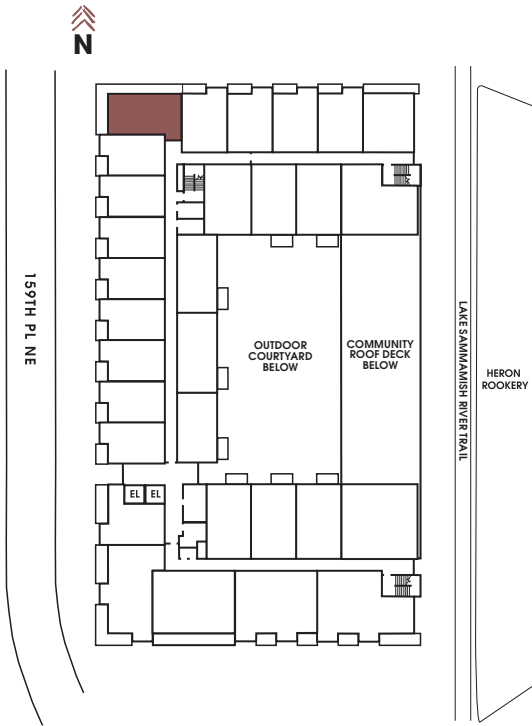 N
159TH PL NE
OUTDOOR
COURTYARD
BELOW
COMMUNITY
ROOF DECK
BELOW
LAKE SAMMAMISH RIVER TRAIL
HERON
ROOKERY
EL
EL